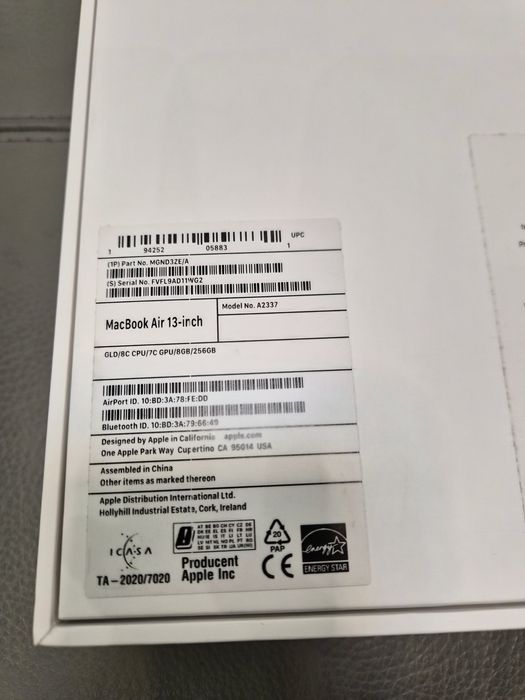 UPC
1 94252 05883 1
(1P) Part No. MGND3ZE/A
(S) Serial No. FVFL9AD11WG2
MacBook Air 13-inch
Model No. A2337
GLD/8C CPU/7C GPU/8GB/256GB
AirPort ID. 10:BD:3A:78:FE:DD
Bluetooth ID. 10:BD:3A:79:66:49
Designed by Apple in California apple.com
One Apple Park Way Cupertino CA 95014 USA
Assembled in China
Other items as marked thereon
Apple Distribution International Ltd.
Hollyhill Industrial Estate, Cork, Ireland
ICASA
TA-2020/7020
Producent
Apple Inc
20
PAP
CE
energy
ENERGY STAR